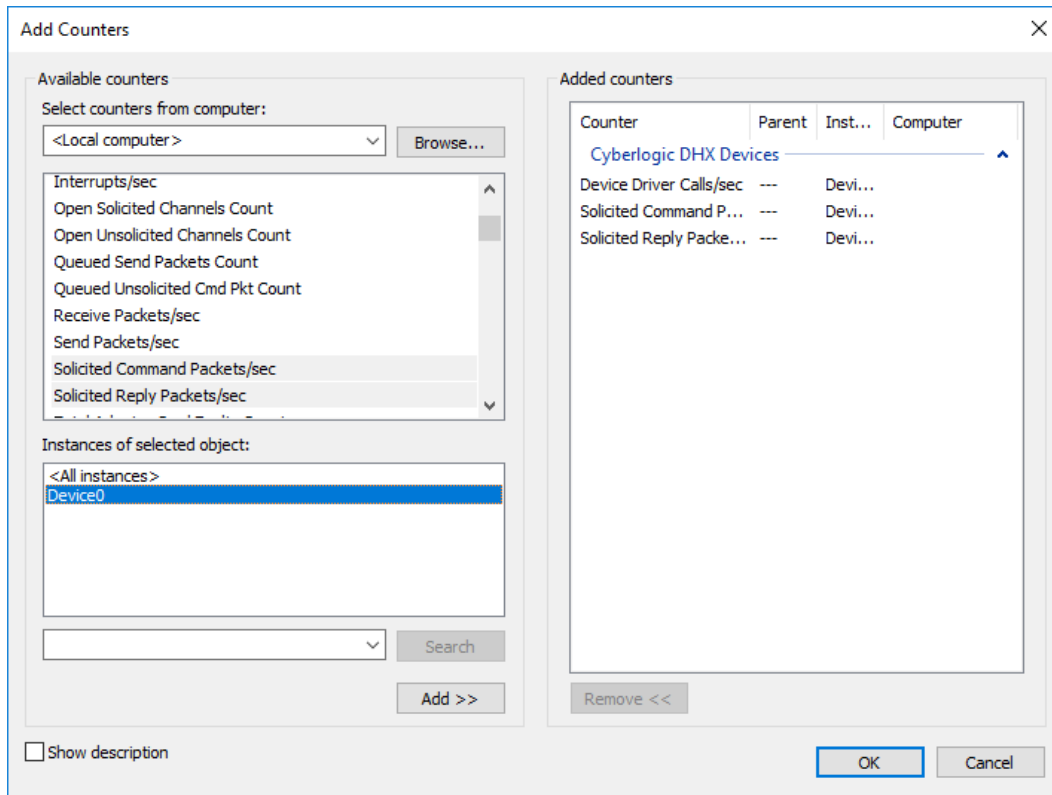 Add Counters
Available counters
Select counters from computer:
<Local computer>
Browse...
Interrupts/sec
Open Solicited Channels Count
Open Unsolicited Channels Count
Queued Send Packets Count
Queued Unsolicited Cmd Pkt Count
Receive Packets/sec
Send Packets/sec
Solicited Command Packets/sec
Solicited Reply Packets/sec
Instances of selected object:
<All instances>
Device0
Search
Add >>
Show description
Added counters
Counter Parent Inst... Computer
Cyberlogic DHX Devices
Device Driver Calls/sec --- Devi...
Solicited Command P... --- Devi...
Solicited Reply Packe... --- Devi...
Remove <<
OK Cancel